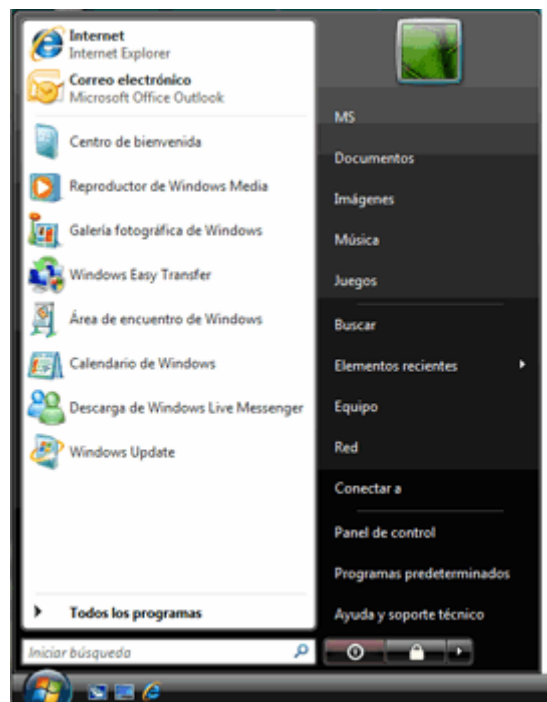 Internet
Internet Explorer
Correo electrónico
Microsoft Office Outlook
Centro de bienvenida
Reproductor de Windows Media
Galería fotográfica de Windows
Windows Easy Transfer
Área de encuentro de Windows
Calendario de Windows
Descarga de Windows Live Messenger
Windows Update
Todos los programas
Iniciar búsqueda
MS
Documentos
Imágenes
Música
Juegos
Buscar
Elementos recientes
Equipo
Red
Conectar a
Panel de control
Programas predeterminados
Ayuda y soporte técnico